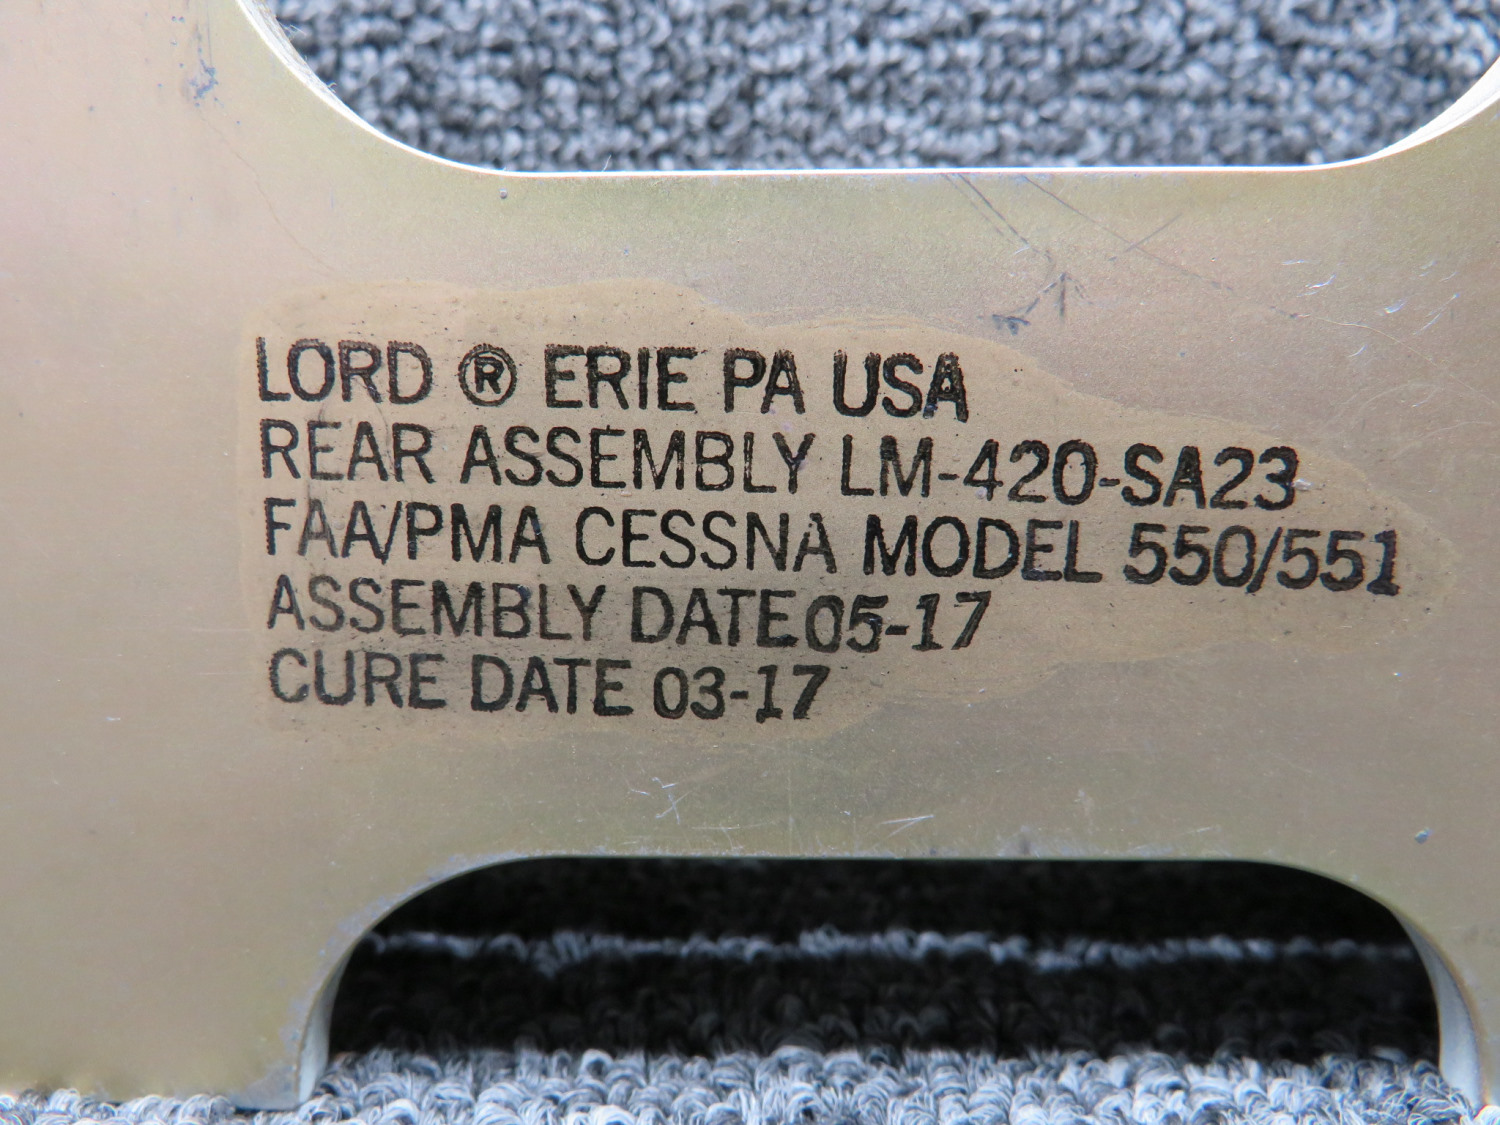 LORD ® ERIE PA USA
REAR ASSEMBLY LM-420-SA23
FAA/PMA CESSNA MODEL 550/551
ASSEMBLY DATE 05-17
CURE DATE 03-17